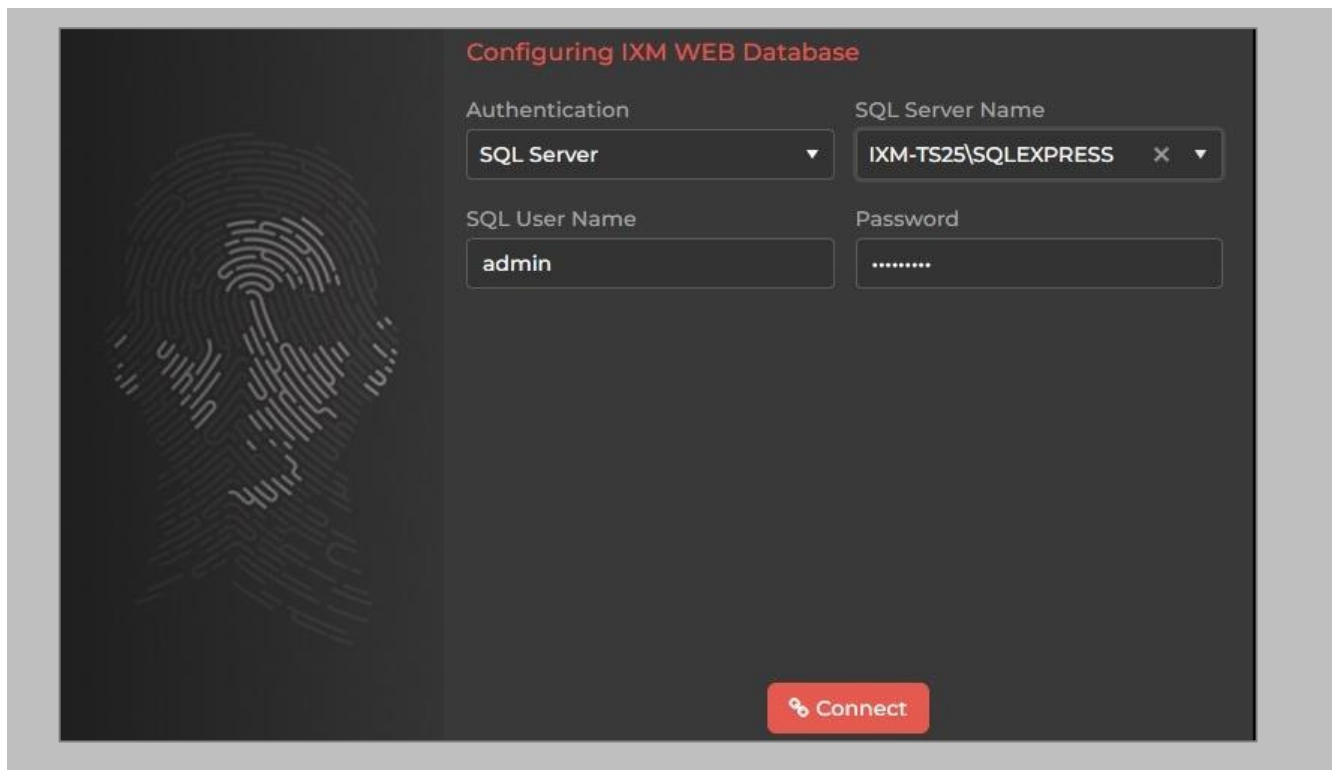 Configuring IXM WEB Database
Authentication
SQL Server Name
SQL Server
IXM-TS25\SQLEXPRESS
SQL User Name
Password
admin
•••••••••
Connect